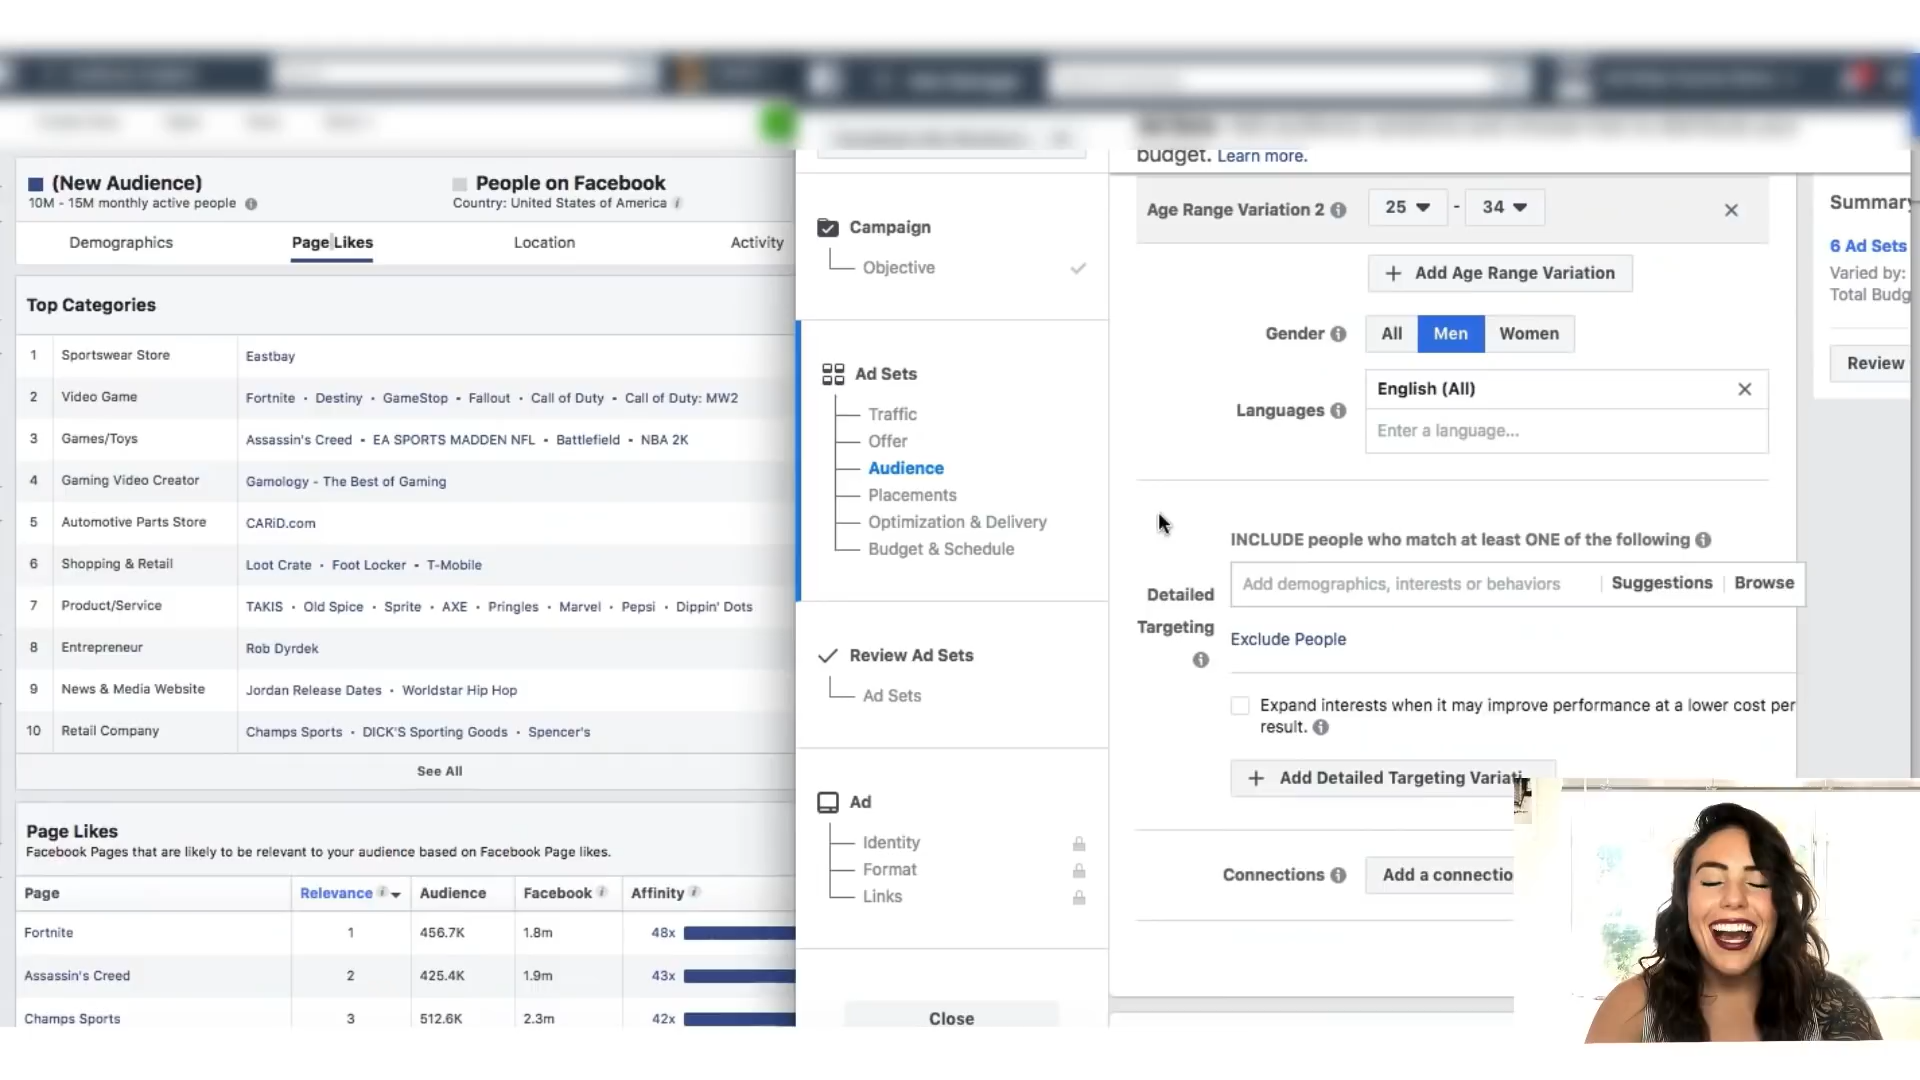 (New Audience)
10M - 15M monthly active people
People on Facebook
Country: United States of America
Demographics
Page Likes
Location
Activity
Top Categories
1 Sportswear Store Eastbay
2 Video Game Fortnite • Destiny • GameStop • Fallout • Call of Duty • Call of Duty: MW2
3 Games/Toys Assassin's Creed • EA SPORTS MADDEN NFL • Battlefield • NBA 2K
4 Gaming Video Creator Gamology - The Best of Gaming
5 Automotive Parts Store CARiD.com
6 Shopping & Retail Loot Crate • Foot Locker • T-Mobile
7 Product/Service TAKIS • Old Spice • Sprite • AXE • Pringles • Marvel • Pepsi • Dippin' Dots
8 Entrepreneur Rob Dyrdek
9 News & Media Website Jordan Release Dates • Worldstar Hip Hop
10 Retail Company Champs Sports • DICK'S Sporting Goods • Spencer's
See All
Page Likes
Facebook Pages that are likely to be relevant to your audience based on Facebook Page likes.
Page Relevance Audience Facebook Affinity
Fortnite 1 456.7K 1.8m 48x
Assassin's Creed 2 425.4K 1.9m 43x
Champs Sports 3 512.6K 2.3m 42x
Campaign
Objective
Ad Sets
Traffic
Offer
Audience
Placements
Optimization & Delivery
Budget & Schedule
Review Ad Sets
Ad Sets
Ad
Identity
Format
Links
Close
budget. Learn more.
Age Range Variation 2 25 - 34
+ Add Age Range Variation
Gender All Men Women
Languages English (All)
Enter a language...
INCLUDE people who match at least ONE of the following
Detailed Targeting
Add demographics, interests or behaviors Suggestions Browse
Exclude People
Expand interests when it may improve performance at a lower cost per
result.
+ Add Detailed Targeting Variati
Connections Add a connectio
Summary
6 Ad Sets
Varied by:
Total Budg
Review